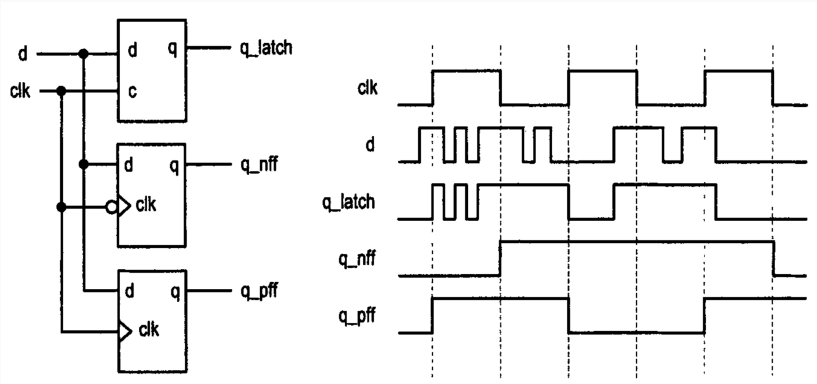 d
clk
d q q_latch
c
d q q_nff
clk
d q q_pff
clk
clk
d
q_latch
q_nff
q_pff